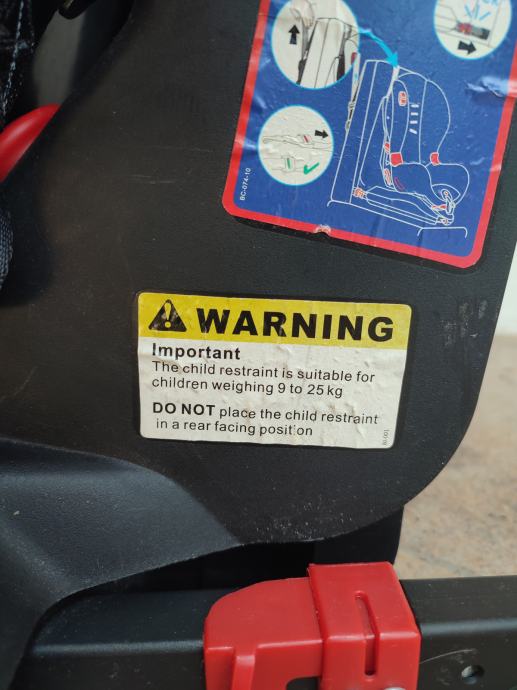 BC-074-10
WARNING
Important
The child restraint is suitable for
children weighing 9 to 25 kg
DO NOT place the child restraint
in a rear facing position